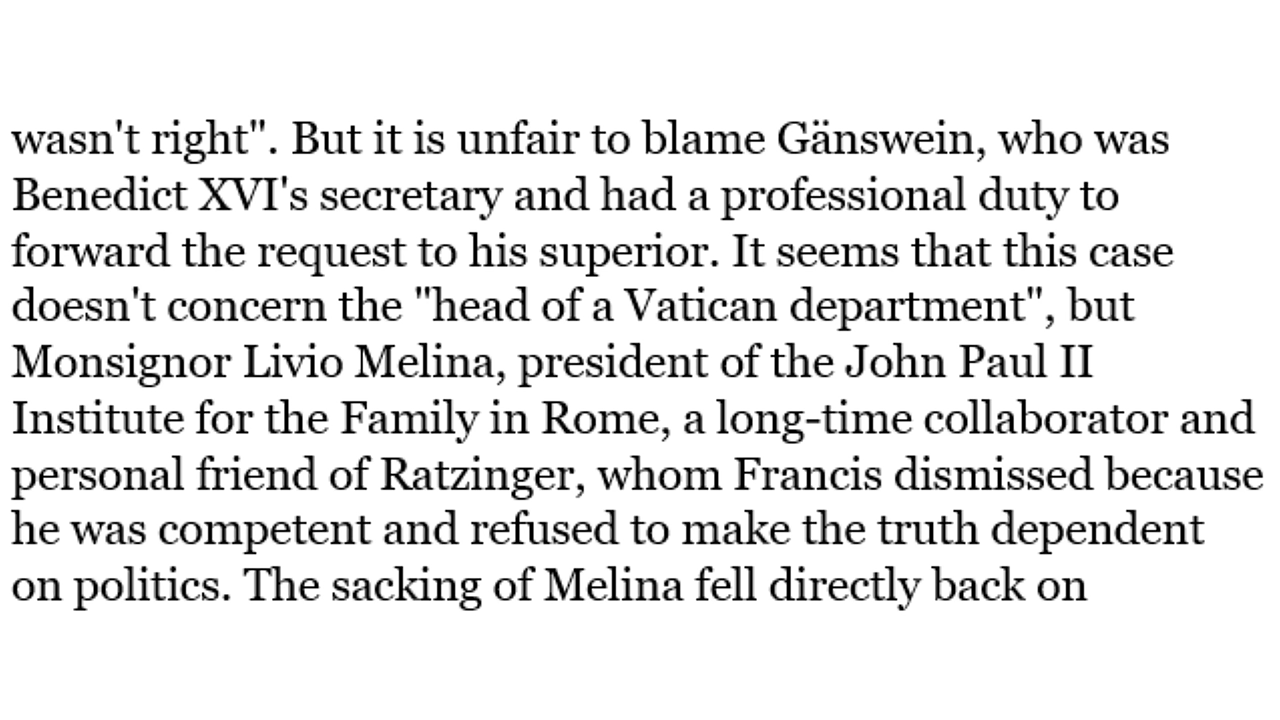 wasn't right". But it is unfair to blame Gänswein, who was
Benedict XVI's secretary and had a professional duty to
forward the request to his superior. It seems that this case
doesn't concern the "head of a Vatican department", but
Monsignor Livio Melina, president of the John Paul II
Institute for the Family in Rome, a long-time collaborator and
personal friend of Ratzinger, whom Francis dismissed because
he was competent and refused to make the truth dependent
on politics. The sacking of Melina fell directly back on